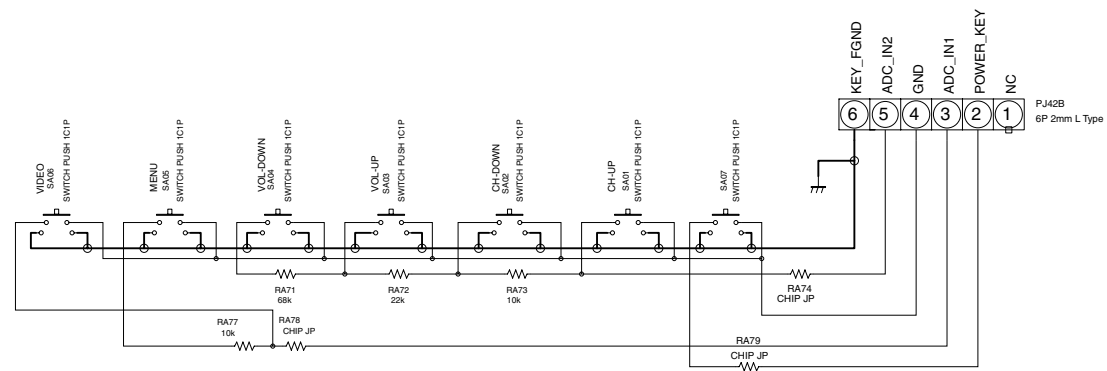 KEY_FGND
ADC_IN2
GND
ADC_IN1
POWER_KEY
NC
6
5
4
3
2
1
PJ42B
6P 2mm L Type
VIDEO
SA06
SWITCH PUSH 1C1P
MENU
SA05
SWITCH PUSH 1C1P
VOL-DOWN
SA04
SWITCH PUSH 1C1P
VOL-UP
SA03
SWITCH PUSH 1C1P
CH-DOWN
SA02
SWITCH PUSH 1C1P
CH-UP
SA01
SWITCH PUSH 1C1P
SA07
SWITCH PUSH 1C1P
RA71
68k
RA72
22k
RA73
10k
RA74
CHIP JP
RA77
10k
RA78
CHIP JP
RA79
CHIP JP